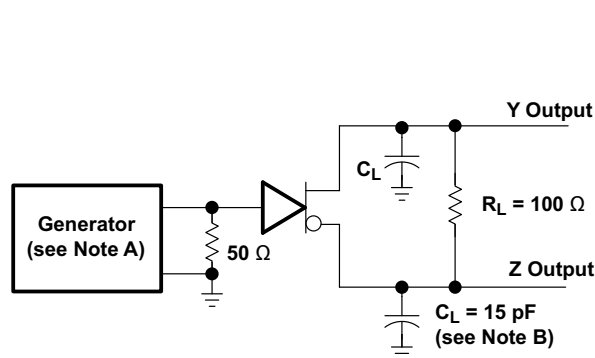 Y Output
C_L
Generator
(see Note A)
50 Ω
R_L = 100 Ω
Z Output
C_L = 15 pF
(see Note B)